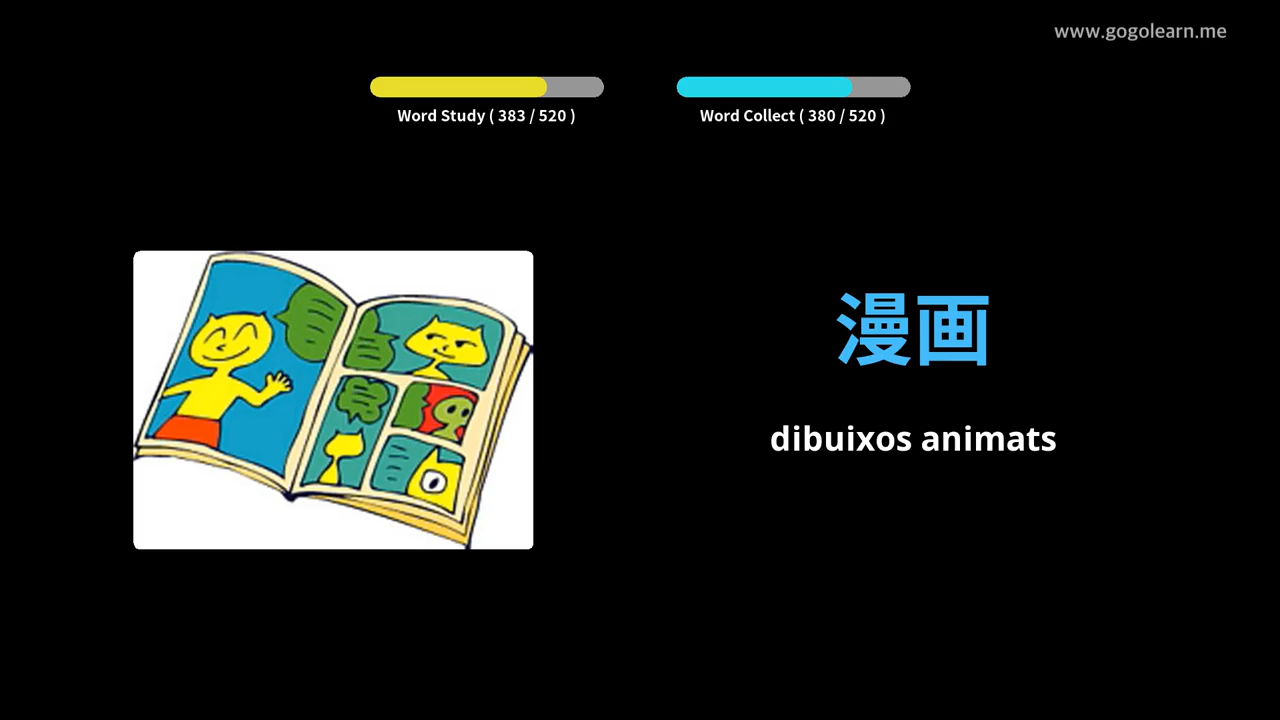 www.gogolearn.me
Word Study ( 383 / 520 )
Word Collect ( 380 / 520 )
漫画
dibuixos animats